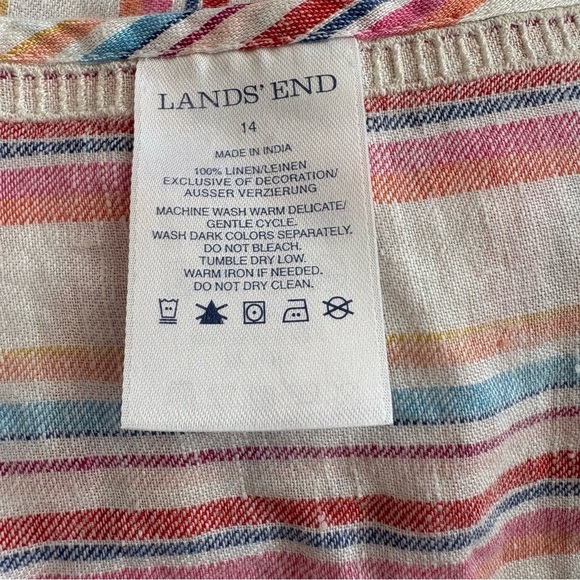 LANDS' END
14
MADE IN INDIA
100% LINEN/LEINEN
EXCLUSIVE OF DECORATION/
AUSSER VERZIERUNG
MACHINE WASH WARM DELICATE/
GENTLE CYCLE.
WASH DARK COLORS SEPARATELY.
DO NOT BLEACH.
TUMBLE DRY LOW.
WARM IRON IF NEEDED.
DO NOT DRY CLEAN.